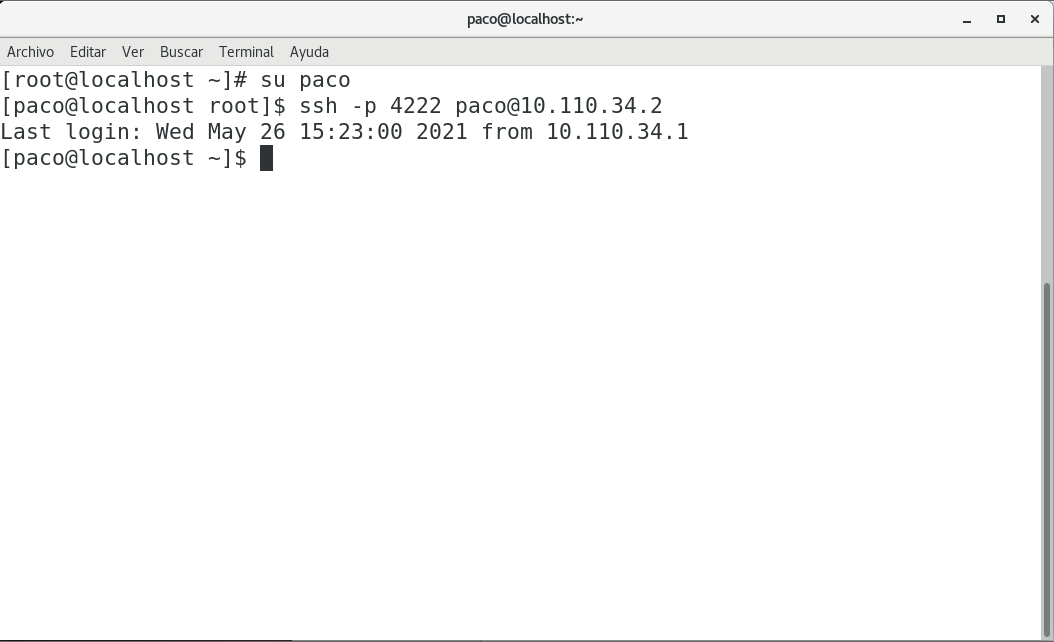 paco@localhost:~
Archivo Editar Ver Buscar Terminal Ayuda
[root@localhost ~]# su paco
[paco@localhost root]$ ssh -p 4222 paco@10.110.34.2
Last login: Wed May 26 15:23:00 2021 from 10.110.34.1
[paco@localhost ~]$